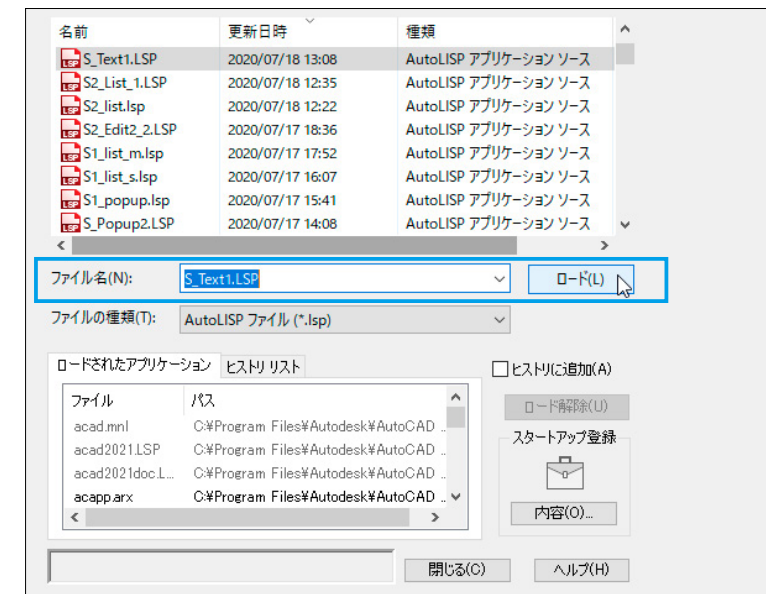 名前 更新日時 種類
S_Text1.LSP 2020/07/18 13:08 AutoLISP アプリケーション ソース
S2_List_1.LSP 2020/07/18 12:35 AutoLISP アプリケーション ソース
S2_list.lsp 2020/07/18 12:22 AutoLISP アプリケーション ソース
S2_Edit2_2.LSP 2020/07/17 18:36 AutoLISP アプリケーション ソース
S1_list_m.lsp 2020/07/17 17:52 AutoLISP アプリケーション ソース
S1_list_s.lsp 2020/07/17 16:07 AutoLISP アプリケーション ソース
S1_popup.lsp 2020/07/17 15:41 AutoLISP アプリケーション ソース
S_Popup2.LSP 2020/07/17 14:08 AutoLISP アプリケーション ソース
ファイル名(N): S_Text1.LSP ロード(L)
ファイルの種類(T): AutoLISP ファイル (*.lsp)
ロードされたアプリケーション ヒストリ リスト ヒストリに追加(A)
ファイル パス ロード解除(U)
acad.mnl C:¥Program Files¥Autodesk¥AutoCAD ..
acad2021.LSP C:¥Program Files¥Autodesk¥AutoCAD ..
acad2021doc.L... C:¥Program Files¥Autodesk¥AutoCAD ..
acapp.arx C:¥Program Files¥Autodesk¥AutoCAD ..
スタートアップ登録
内容(O)...
閉じる(C) ヘルプ(H)